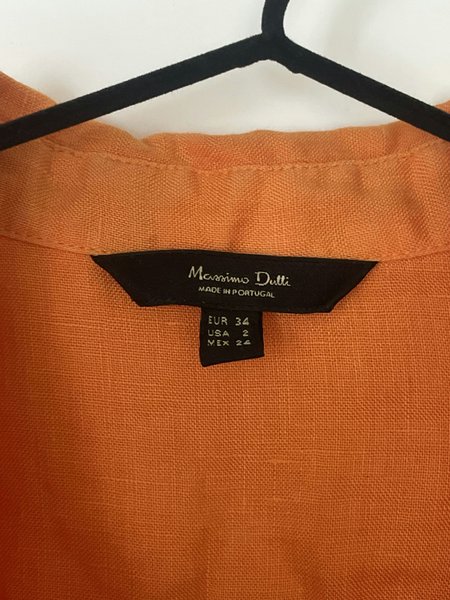 Massimo Dutti
MADE IN PORTUGAL
EUR 34
USA 2
MEX 24